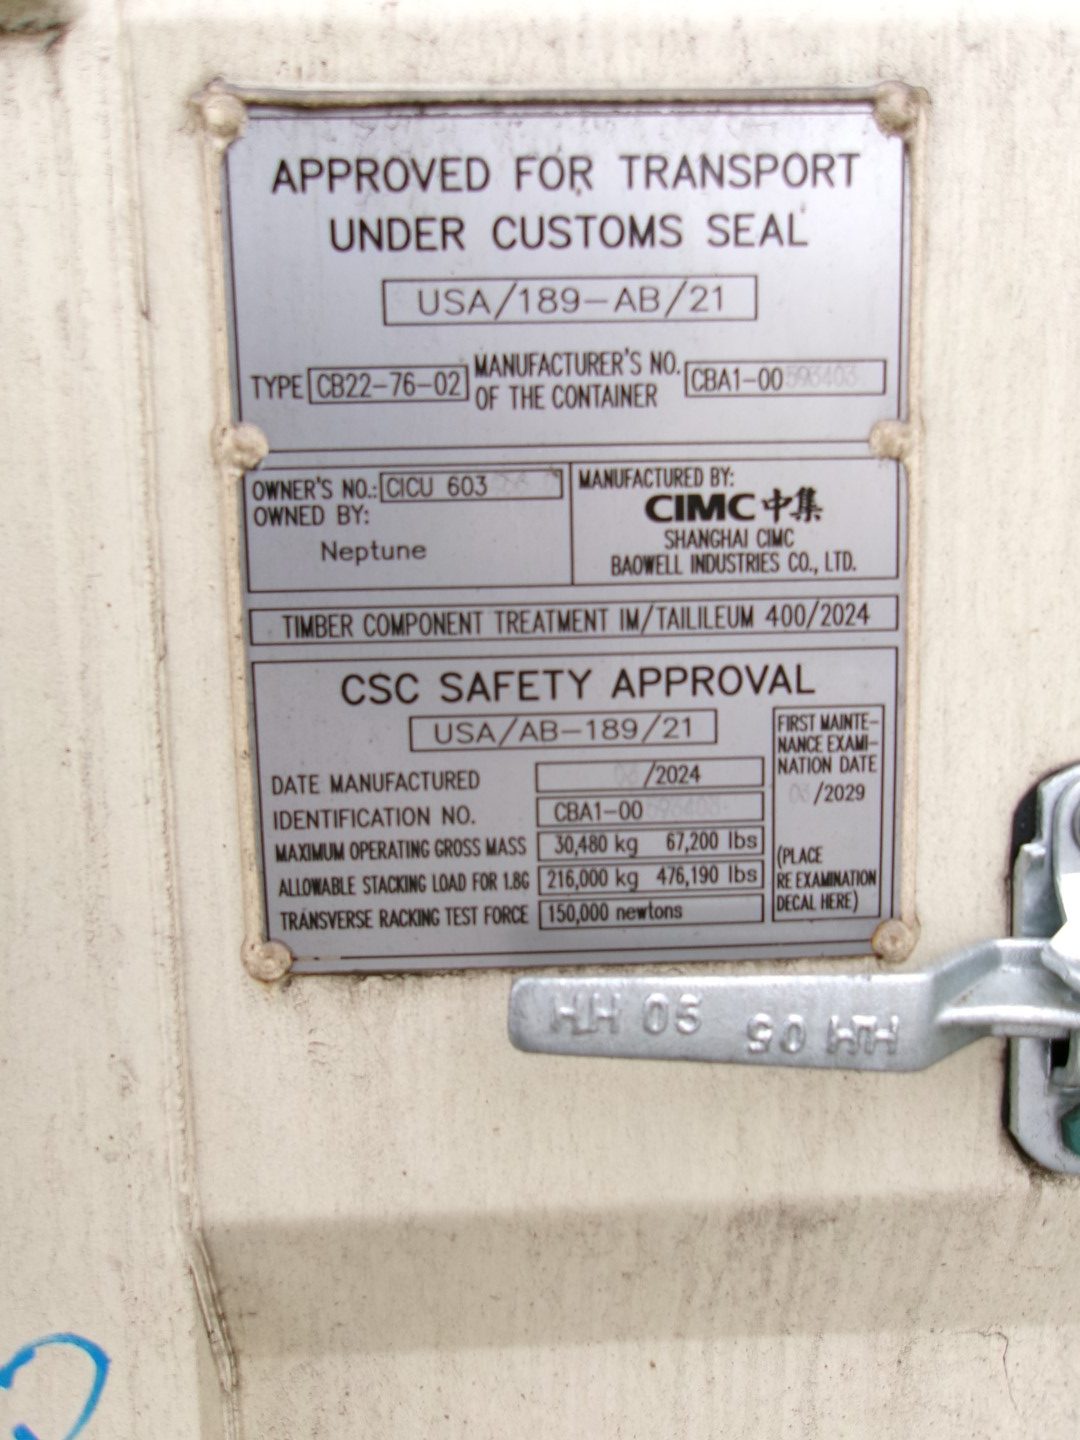 APPROVED FOR TRANSPORT
UNDER CUSTOMS SEAL
USA/189-AB/21
TYPE CB22-76-02 MANUFACTURER'S NO. OF THE CONTAINER CBA1-00
OWNER'S NO.: CICU 603
OWNED BY:
Neptune
MANUFACTURED BY:
CIMC 中集
SHANGHAI CIMC
BAOWELL INDUSTRIES CO., LTD.
TIMBER COMPONENT TREATMENT IM/TAILILEUM 400/2024
CSC SAFETY APPROVAL
USA/AB-189/21
DATE MANUFACTURED /2024
IDENTIFICATION NO. CBA1-00
MAXIMUM OPERATING GROSS MASS 30,480 kg 67,200 lbs
ALLOWABLE STACKING LOAD FOR 1.8G 216,000 kg 476,190 lbs
TRANSVERSE RACKING TEST FORCE 150,000 newtons
FIRST MAINTE-
NANCE EXAMI-
NATION DATE
/2029
(PLACE
RE EXAMINATION
DECAL HERE)
HH 05 HH 05